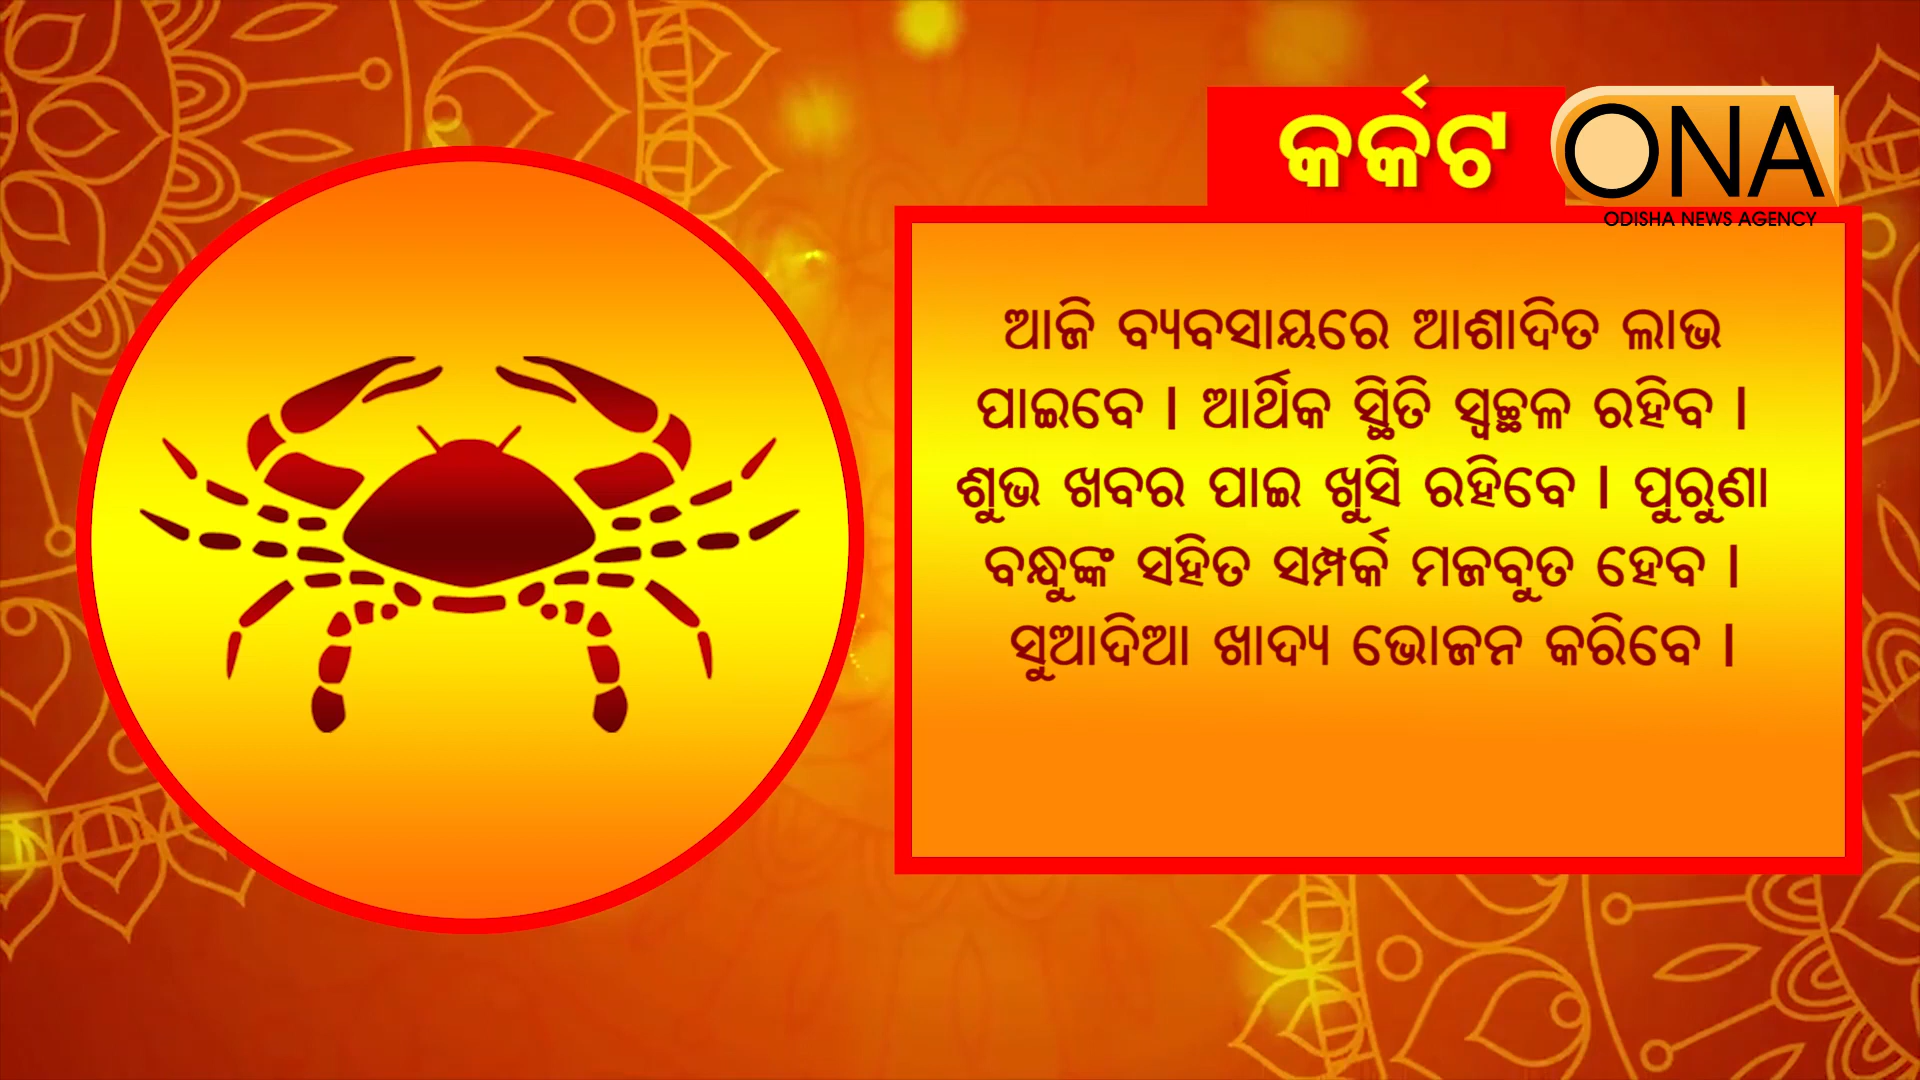 କର୍କଟ
ONA
ODISHA NEWS AGENCY
ଆଜି ବ୍ୟବସାୟରେ ଆଶାଦିତ ଲାଭ
ପାଇବେ । ଆର୍ଥିକ ସ୍ଥିତି ସ୍ୱଚ୍ଛଳ ରହିବ ।
ଶୁଭ ଖବର ପାଇ ଖୁସି ରହିବେ । ପୁରୁଣା
ବନ୍ଧୁଙ୍କ ସହିତ ସମ୍ପର୍କ ମଜବୁତ ହେବ ।
ସୁଆଦିଆ ଖାଦ୍ୟ ଭୋଜନ କରିବେ ।